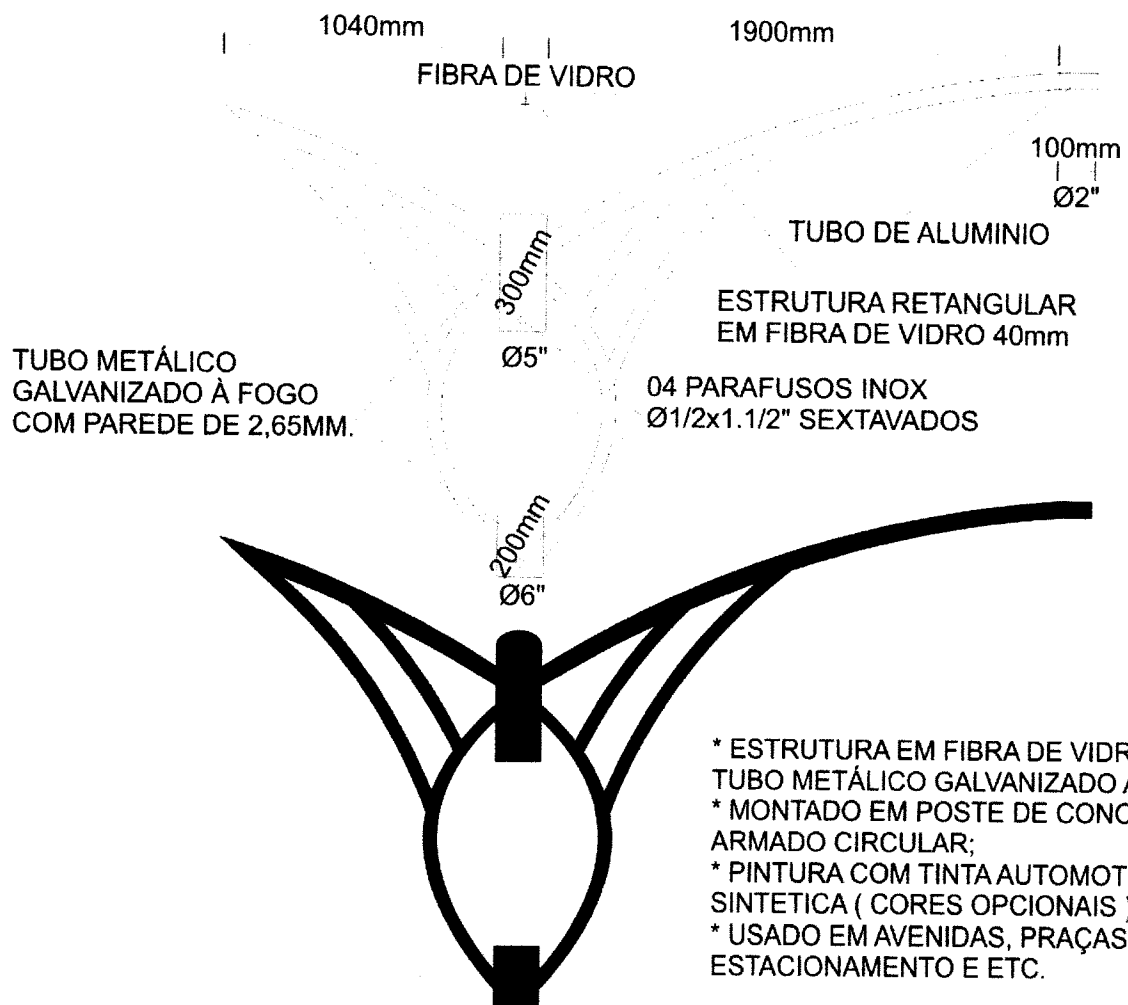 1040mm
1900mm
FIBRA DE VIDRO
100mm
Ø2"
TUBO DE ALUMINIO
300mm
ESTRUTURA RETANGULAR
EM FIBRA DE VIDRO 40mm
Ø5"
TUBO METÁLICO
GALVANIZADO À FOGO
COM PAREDE DE 2,65MM.
04 PARAFUSOS INOX
Ø1/2x1.1/2" SEXTAVADOS
200mm
Ø6"
* ESTRUTURA EM FIBRA DE VIDR
TUBO METÁLICO GALVANIZADO À
* MONTADO EM POSTE DE CONC
ARMADO CIRCULAR;
* PINTURA COM TINTA AUTOMOT
SINTETICA ( CORES OPCIONAIS )
* USADO EM AVENIDAS, PRAÇAS
ESTACIONAMENTO E ETC.